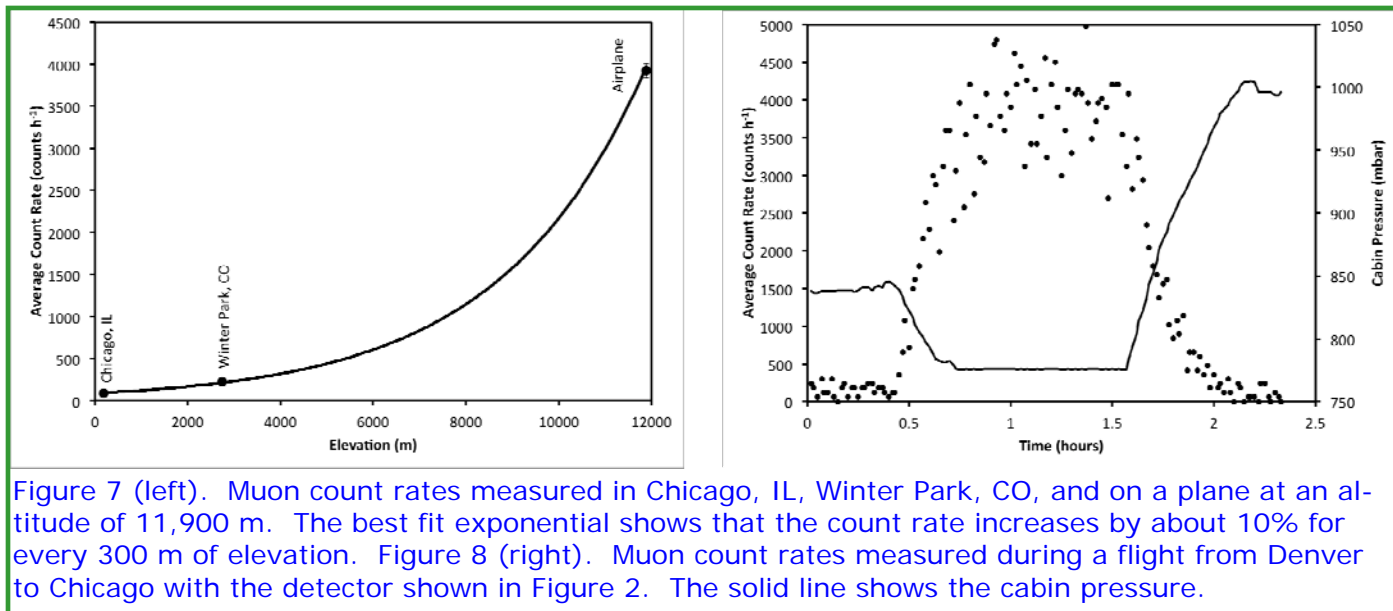 4500
4000
3500
3000
2500
2000
1500
1000
500
0
Average Count Rate (counts h⁻¹)
Chicago, IL
Winter Park, CC
Airplane
0 2000 4000 6000 8000 10000 12000
Elevation (m)
5000
4500
4000
3500
3000
2500
2000
1500
1000
500
0
Average Count Rate (counts h⁻¹)
1050
1000
950
900
850
800
750
Cabin Pressure (mbar)
0 0.5 1 1.5 2 2.5
Time (hours)
Figure 7 (left). Muon count rates measured in Chicago, IL, Winter Park, CO, and on a plane at an al-
titude of 11,900 m. The best fit exponential shows that the count rate increases by about 10% for
every 300 m of elevation. Figure 8 (right). Muon count rates measured during a flight from Denver
to Chicago with the detector shown in Figure 2. The solid line shows the cabin pressure.